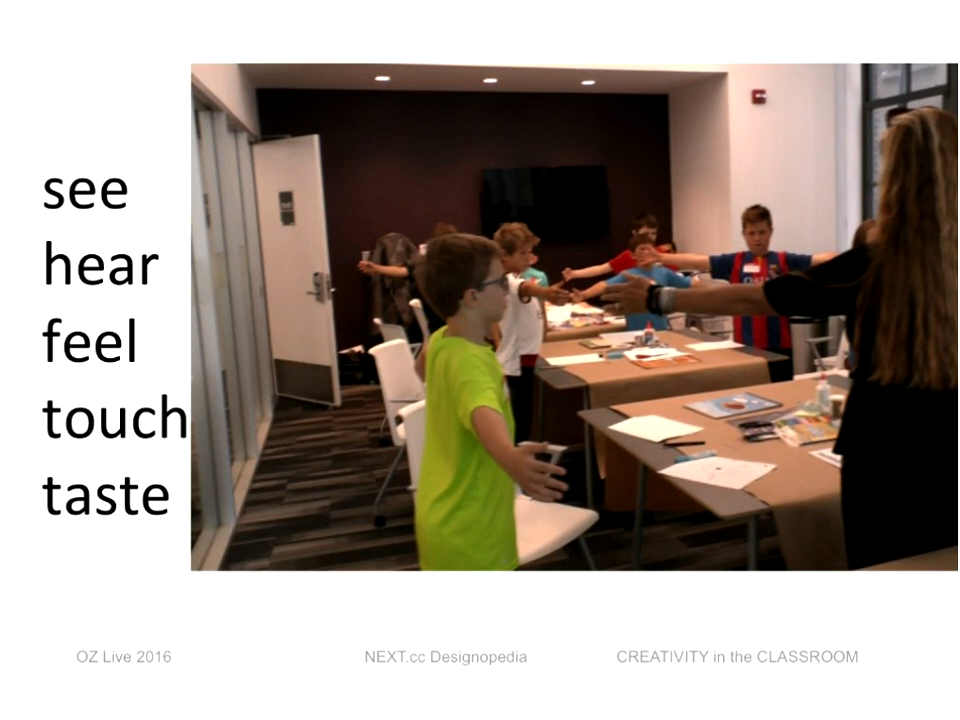 see
hear
feel
touch
taste
OZ Live 2016
NEXT.cc Designopedia
CREATIVITY in the CLASSROOM